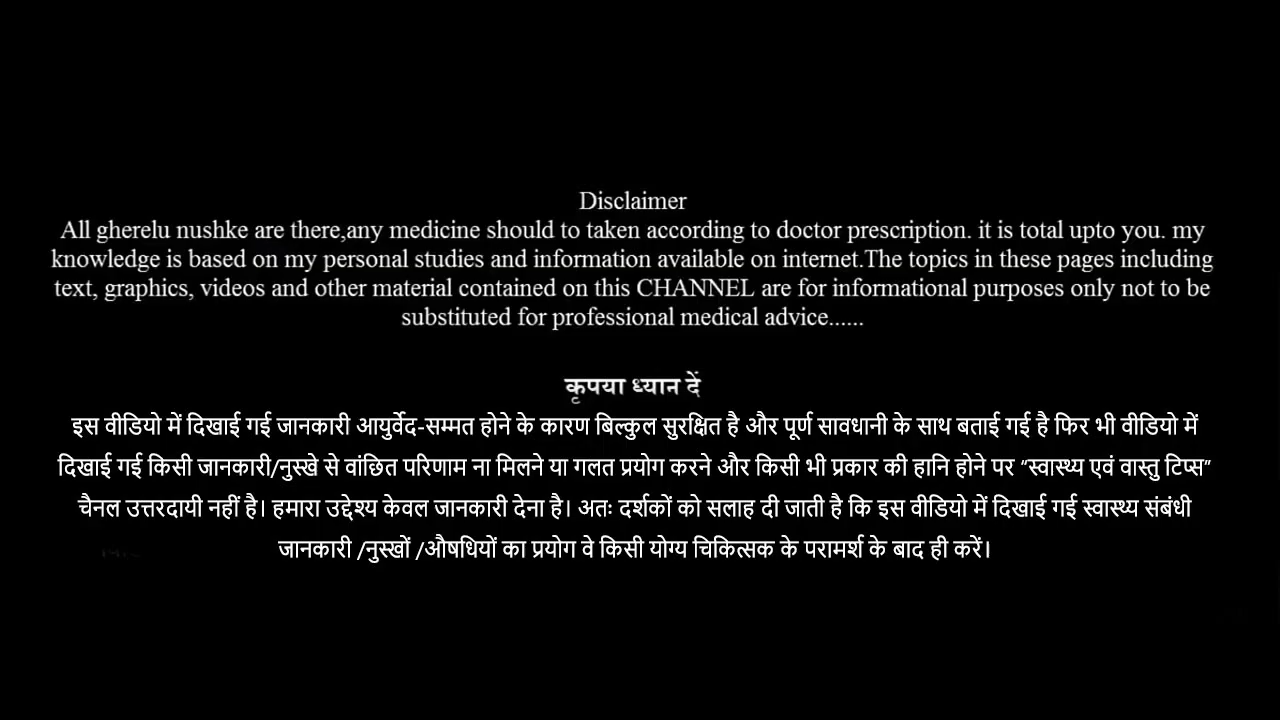 Disclaimer
All gherelu nushke are there,any medicine should to taken according to doctor prescription. it is total upto you. my
knowledge is based on my personal studies and information available on internet.The topics in these pages including
text, graphics, videos and other material contained on this CHANNEL are for informational purposes only not to be
substituted for professional medical advice......
कृपया ध्यान दें
इस वीडियो में दिखाई गई जानकारी आयुर्वेद-सम्मत होने के कारण बिल्कुल सुरक्षित है और पूर्ण सावधानी के साथ बताई गई है फिर भी वीडियो में
दिखाई गई किसी जानकारी/नुस्खे से वांछित परिणाम ना मिलने या गलत प्रयोग करने और किसी भी प्रकार की हानि होने पर “स्वास्थ्य एवं वास्तु टिप्स”
चैनल उत्तरदायी नहीं है। हमारा उद्देश्य केवल जानकारी देना है। अतः दर्शकों को सलाह दी जाती है कि इस वीडियो में दिखाई गई स्वास्थ्य संबंधी
जानकारी /नुस्खों /औषधियों का प्रयोग वे किसी योग्य चिकित्सक के परामर्श के बाद ही करें।